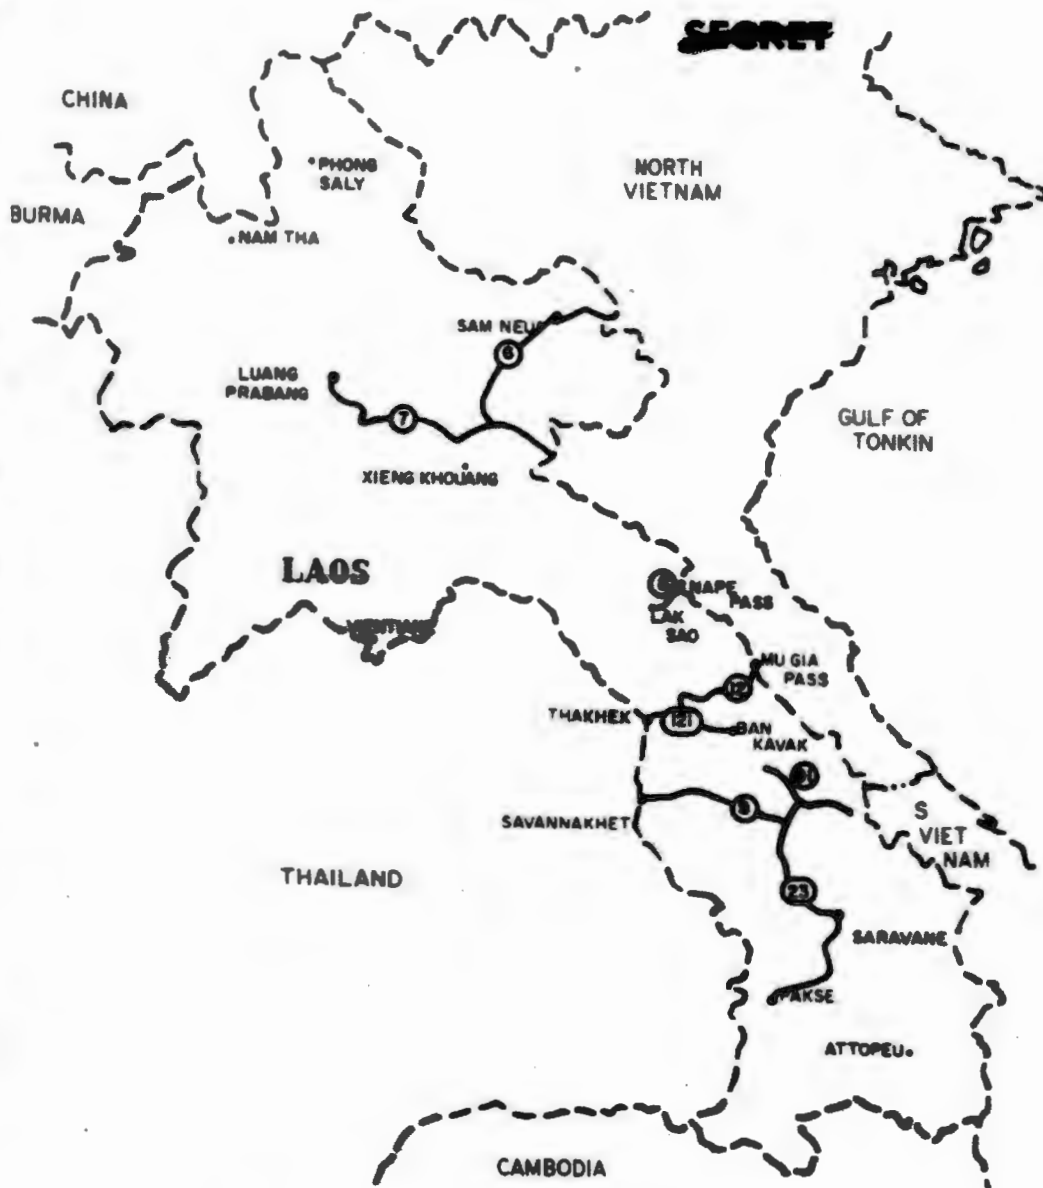 SECRET
CHINA
PHONG
SALY
NORTH
VIETNAM
BURMA
NAM THA
SAM NEUA
6
LUANG
PRABANG
7
GULF OF
TONKIN
XIENG KHOUANG
LAOS
NAPE
PASS
LAK
SAO
MU GIA
PASS
12
THAKHEK
121
BAN
KAVAK
S
VIET
NAM
SAVANNAKHET
THAILAND
23
SARAVANE
PAKSE
ATTOPEU
CAMBODIA